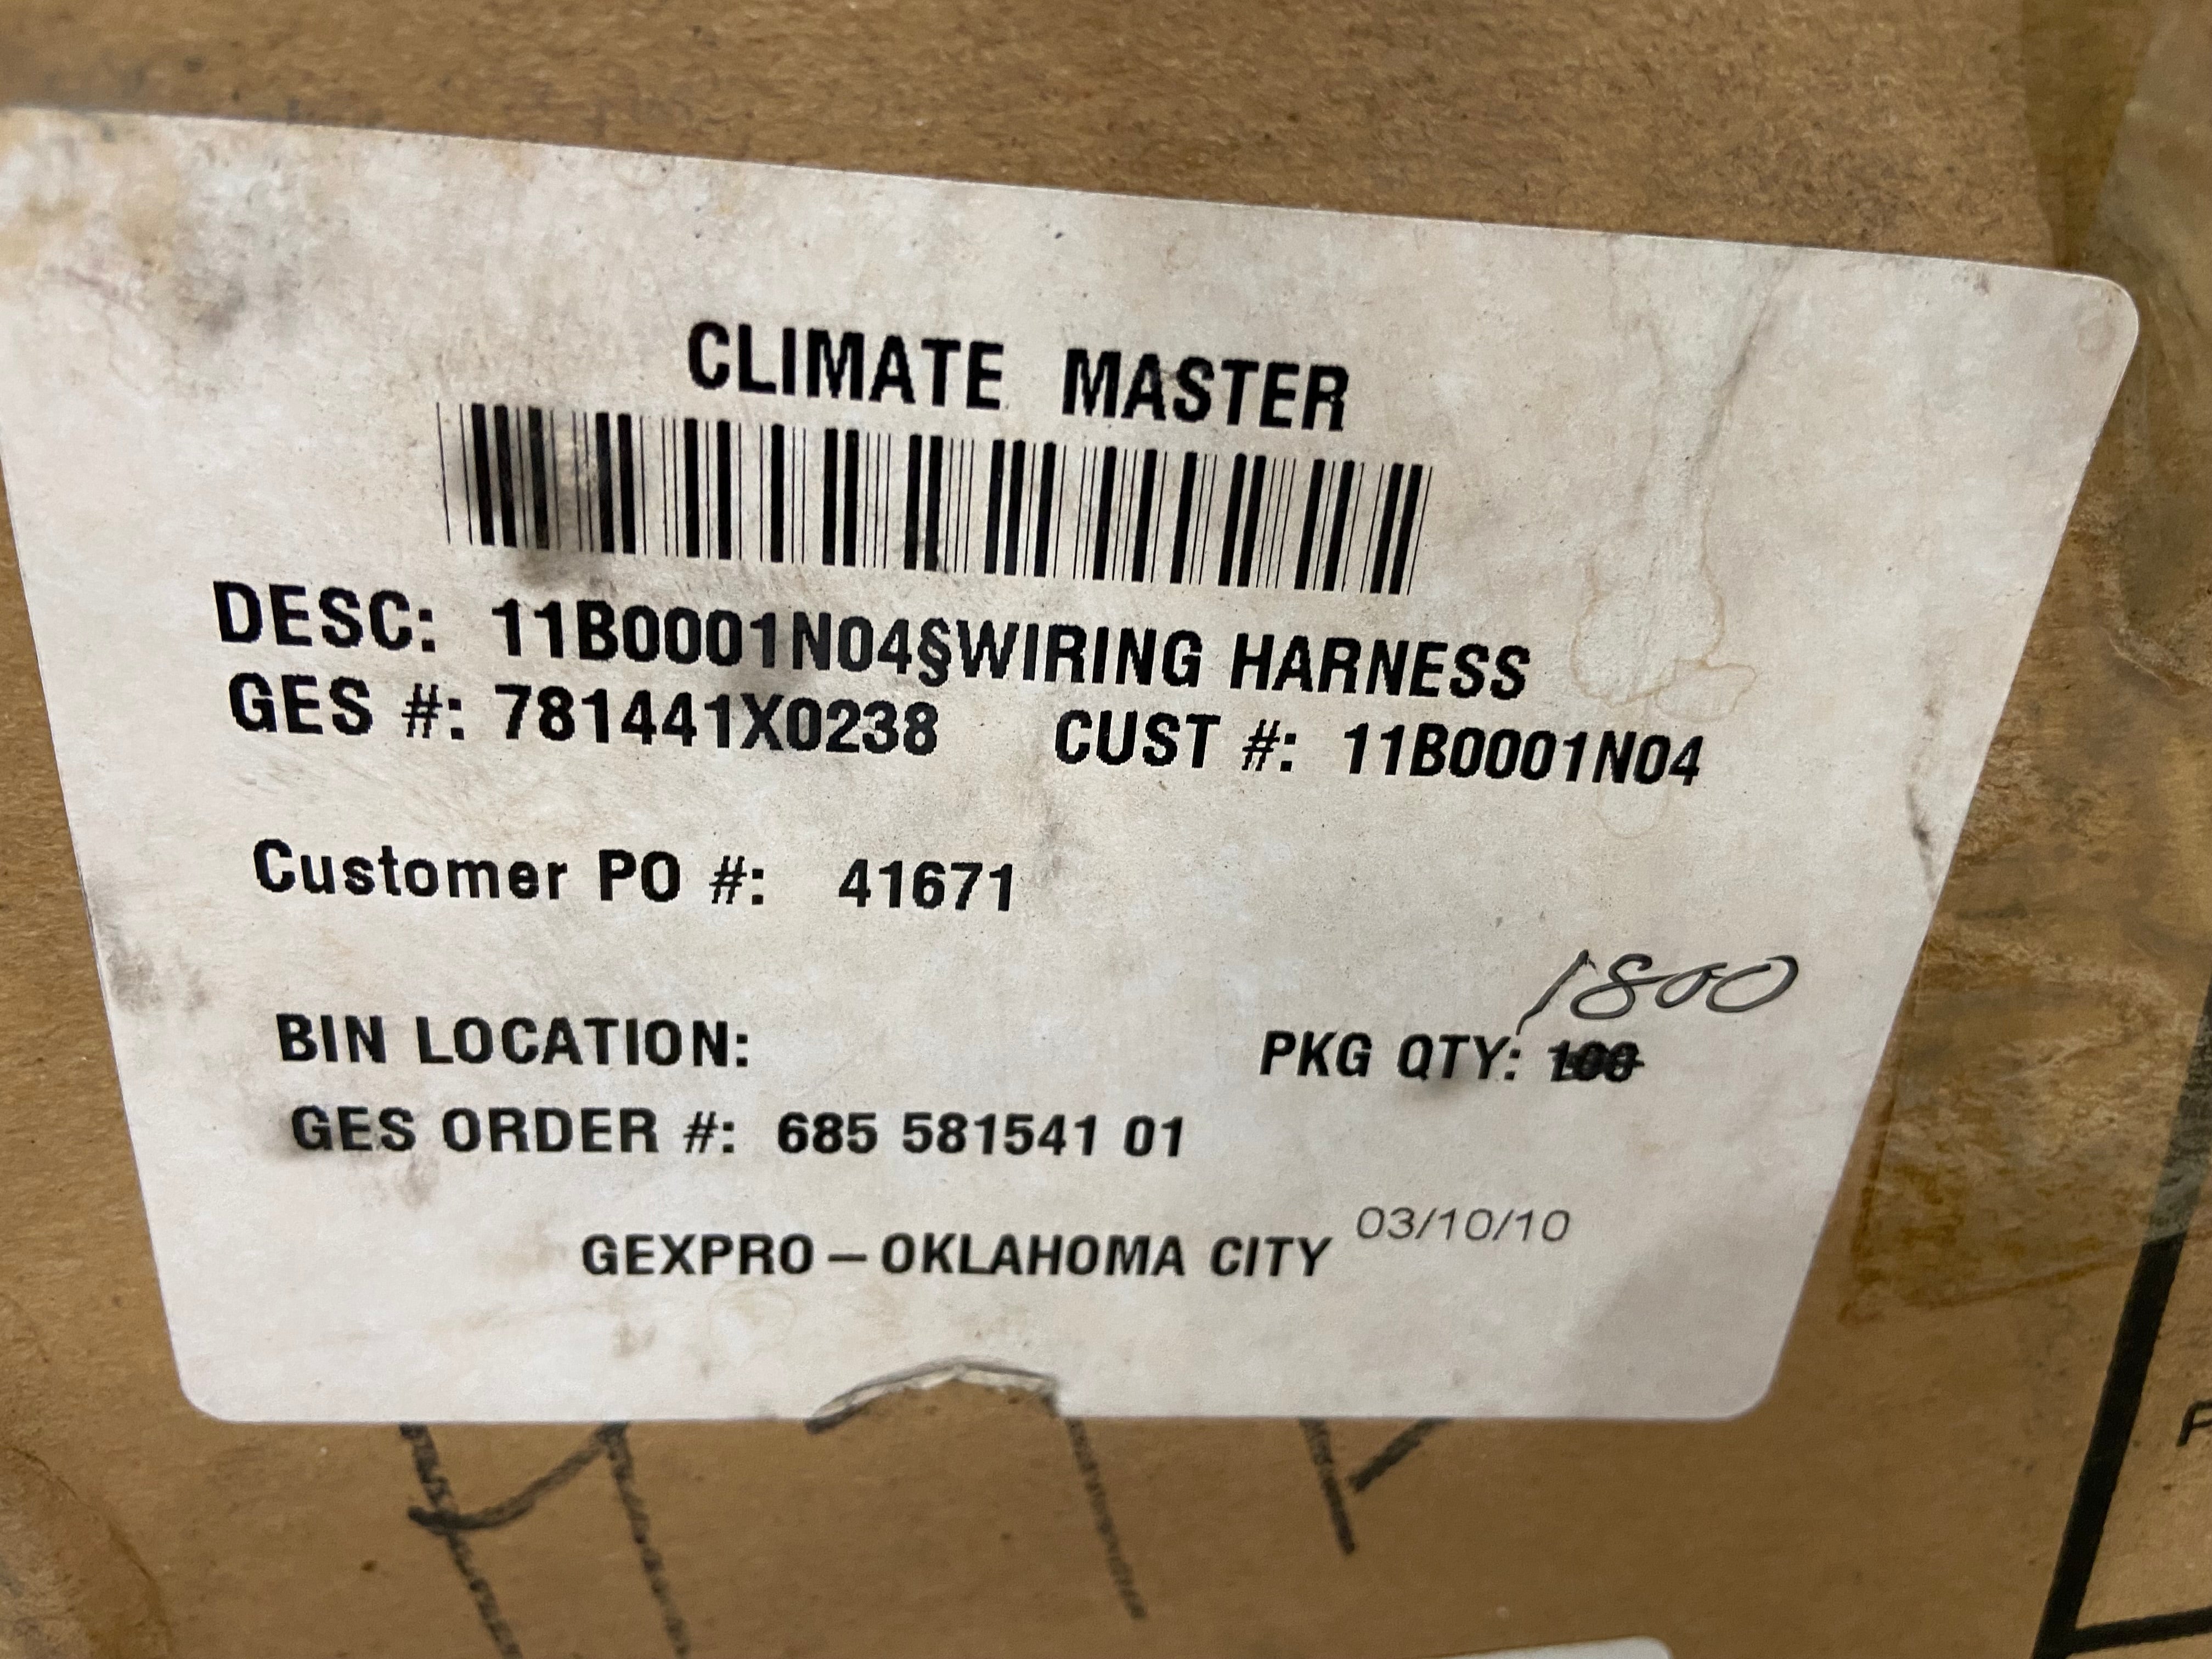 CLIMATE MASTER
DESC: 11B0001N04§WIRING HARNESS
GES #: 781441X0238 CUST #: 11B0001N04
Customer PO #: 41671
1800
BIN LOCATION: PKG QTY: 100
GES ORDER #: 685 581541 01
GEXPRO – OKLAHOMA CITY 03/10/10